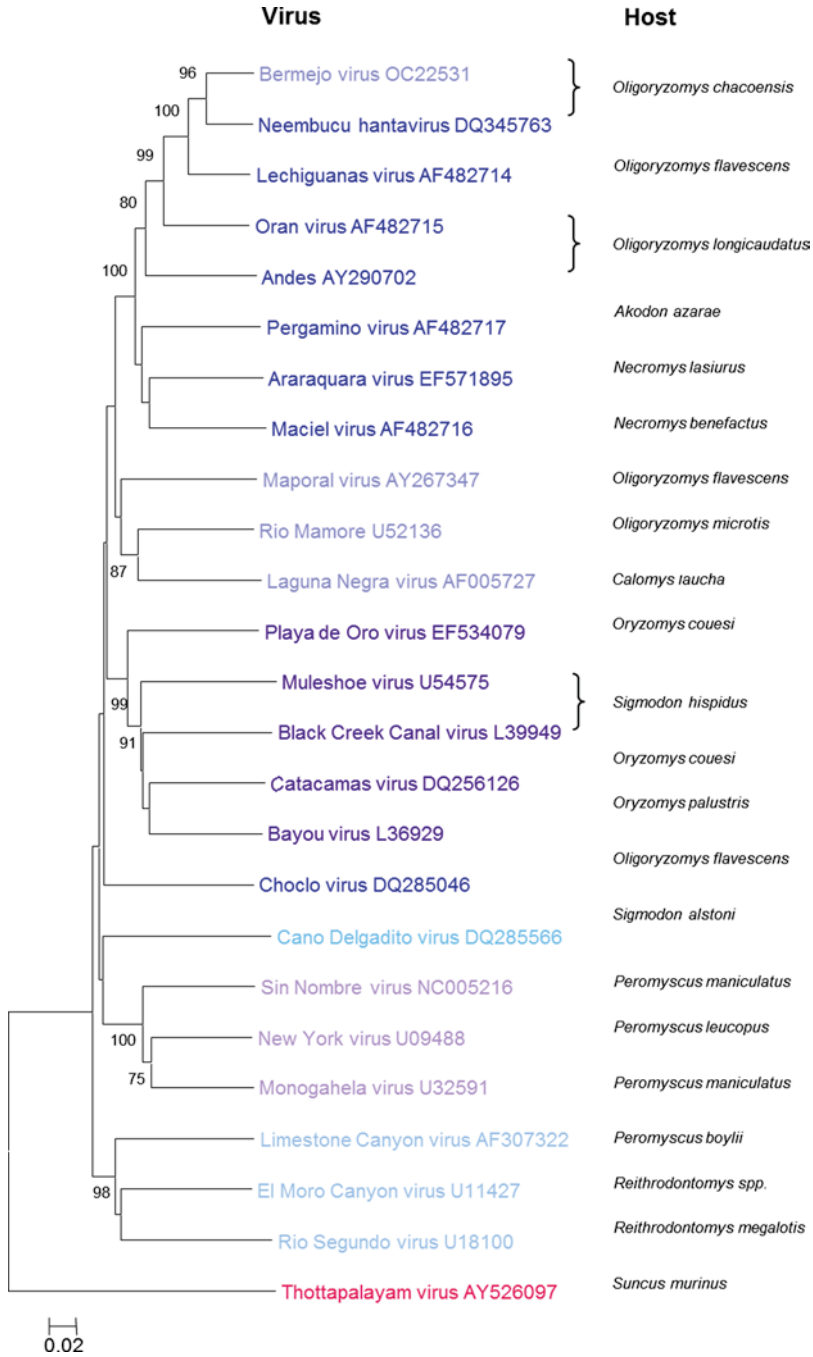 Virus Host
96 Bermejo virus OC22531
Oligoryzomys chacoensis
100
Neembucu hantavirus DQ345763
99
Lechiguanas virus AF482714 Oligoryzomys flavescens
80
Oran virus AF482715
Oligoryzomys longicaudatus
100
Andes AY290702
Akodon azarae
Pergamino virus AF482717
Necromys lasiurus
Araraquara virus EF571895
Maciel virus AF482716 Necromys benefactus
Maporal virus AY267347 Oligoryzomys flavescens
Rio Mamore U52136 Oligoryzomys microtis
87
Laguna Negra virus AF005727 Calomys laucha
Playa de Oro virus EF534079 Oryzomys couesi
Muleshoe virus U54575
99
Sigmodon hispidus
Black Creek Canal virus L39949
91
Oryzomys couesi
Catacamas virus DQ256126
Oryzomys palustris
Bayou virus L36929
Oligoryzomys flavescens
Choclo virus DQ285046
Sigmodon alstoni
Cano Delgadito virus DQ285566
Sin Nombre virus NC005216 Peromyscus maniculatus
Peromyscus leucopus
100 New York virus U09488
75
Monogahela virus U32591 Peromyscus maniculatus
Limestone Canyon virus AF307322 Peromyscus boylii
98 El Moro Canyon virus U11427 Reithrodontomys spp.
Reithrodontomys megalotis
Rio Segundo virus U18100
Thottapalayam virus AY526097 Suncus murinus
0.02